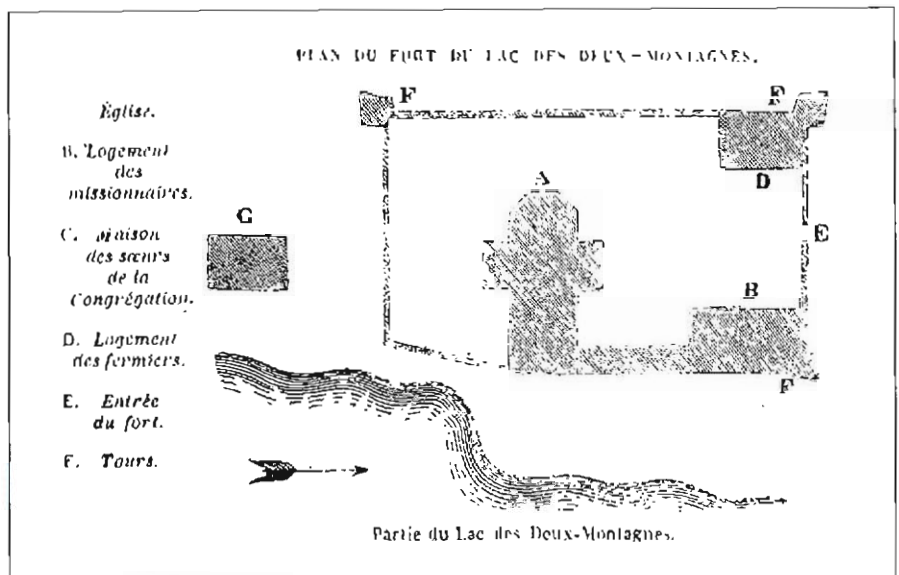 PLAN DU FORT DU LAC DES DEUX-MONTAGNES.
Église.
B. Logement
des
missionnaires.
C. Maison
des sœurs
de la
Congrégation.
D. Logement
des fermiers.
E. Entrée
du fort.
F. Tours.
F
F
A
D
C
E
B
F
Partie du Lac des Deux-Montagnes.